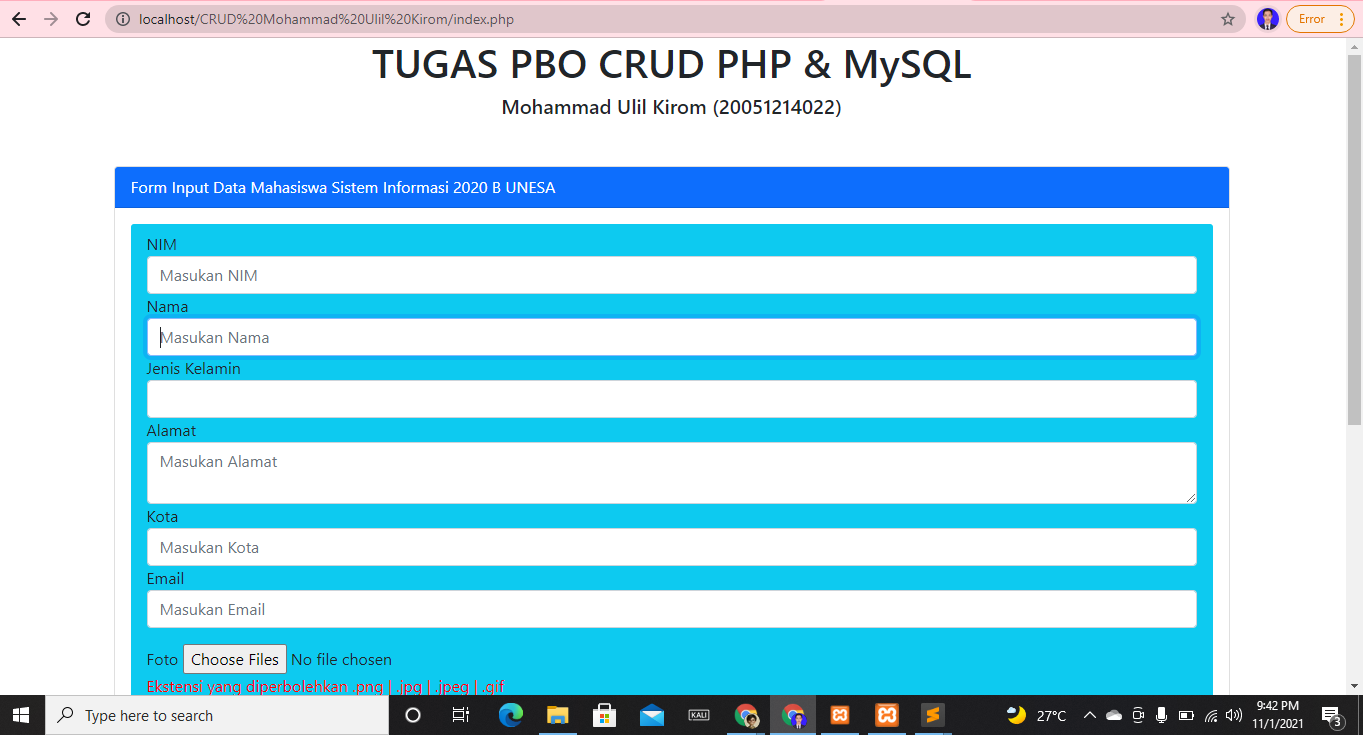 localhost/CRUD%20Mohammad%20Ulil%20Kirom/index.php
Error
TUGAS PBO CRUD PHP & MySQL
Mohammad Ulil Kirom (20051214022)
Form Input Data Mahasiswa Sistem Informasi 2020 B UNESA
NIM
Masukan NIM
Nama
Masukan Nama
Jenis Kelamin
Alamat
Masukan Alamat
Kota
Masukan Kota
Email
Masukan Email
Foto Choose Files No file chosen
Ekstensi yang diperbolehkan .png | .jpg | .jpeg | .gif
Type here to search
KALI
27°C
9:42 PM
11/1/2021
3